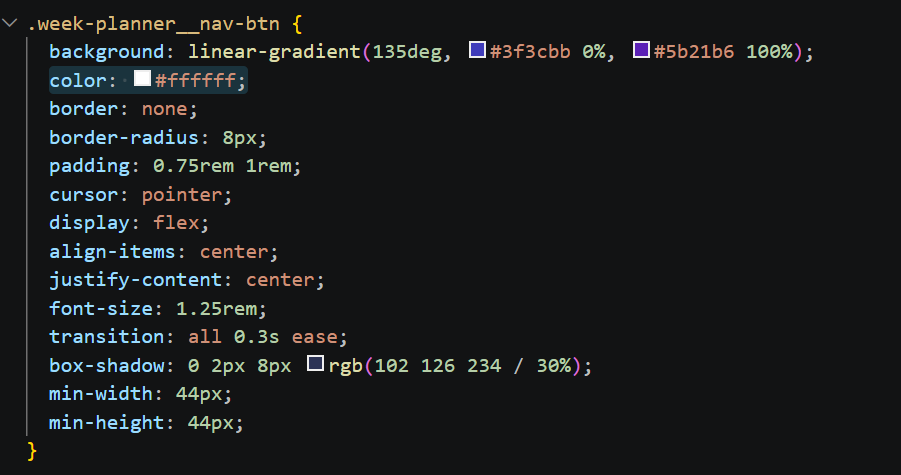 .week-planner__nav-btn {
background: linear-gradient(135deg, #3f3cbb 0%, #5b21b6 100%);
color: #ffffff;
border: none;
border-radius: 8px;
padding: 0.75rem 1rem;
cursor: pointer;
display: flex;
align-items: center;
justify-content: center;
font-size: 1.25rem;
transition: all 0.3s ease;
box-shadow: 0 2px 8px rgb(102 126 234 / 30%);
min-width: 44px;
min-height: 44px;
}